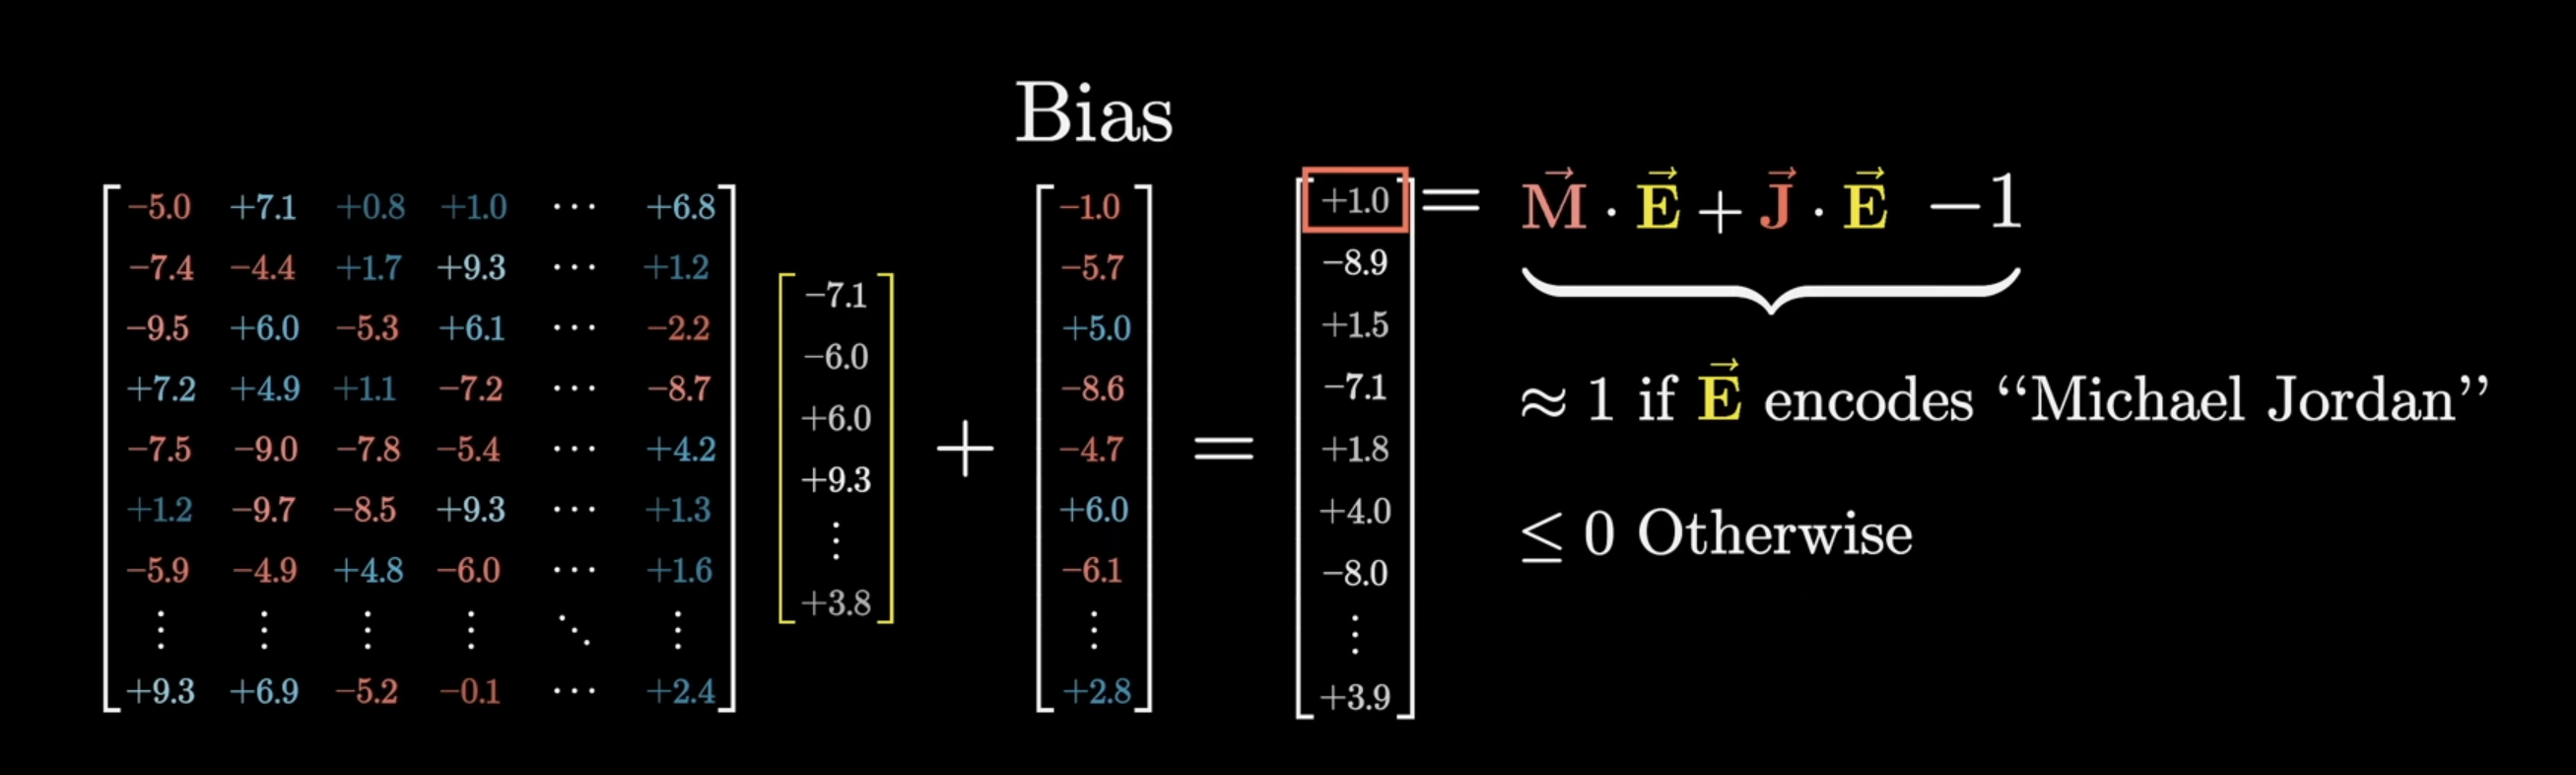 Bias
−5.0 +7.1 +0.8 +1.0 ⋯ +6.8
−7.4 −4.4 +1.7 +9.3 ⋯ +1.2
−9.5 +6.0 −5.3 +6.1 ⋯ −2.2
+7.2 +4.9 +1.1 −7.2 ⋯ −8.7
−7.5 −9.0 −7.8 −5.4 ⋯ +4.2
+1.2 −9.7 −8.5 +9.3 ⋯ +1.3
−5.9 −4.9 +4.8 −6.0 ⋯ +1.6
⋮ ⋮ ⋮ ⋮ ⋱ ⋮
+9.3 +6.9 −5.2 −0.1 ⋯ +2.4
−7.1
−6.0
+6.0
+9.3
⋮
+3.8
+
−1.0
−5.7
+5.0
−8.6
−4.7
+6.0
−6.1
⋮
+2.8
=
+1.0
−8.9
+1.5
−7.1
+1.8
+4.0
−8.0
⋮
+3.9
= M⃗ · E⃗ + J⃗ · E⃗ −1
≈ 1 if E⃗ encodes “Michael Jordan”
≤ 0 Otherwise